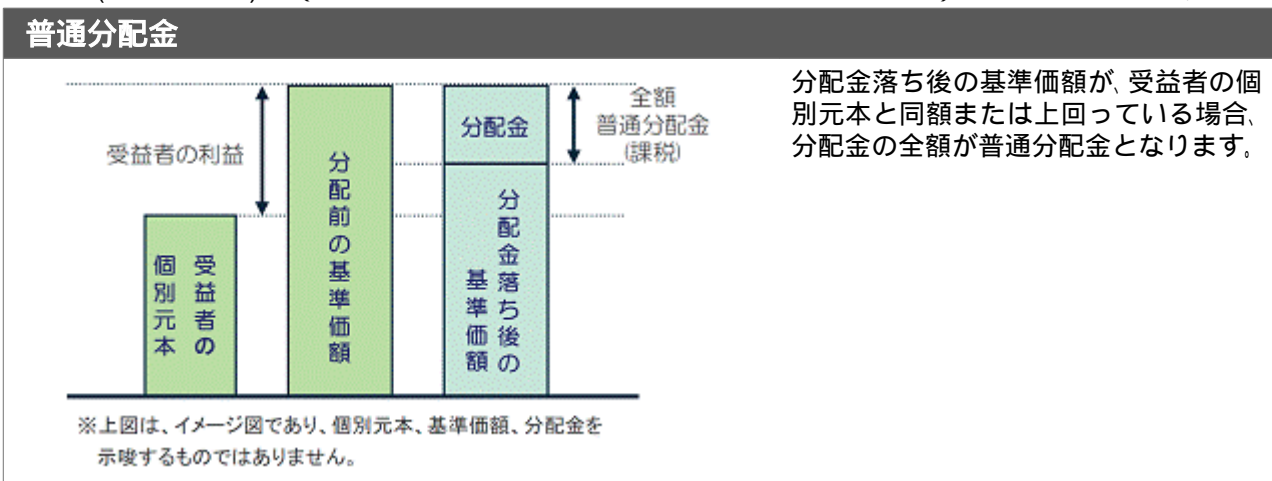 普通分配金
分配金落ち後の基準価額が、受益者の個
別元本と同額または上回っている場合、
分配金の全額が普通分配金となります。
受益者の利益
受益者の
個別元本
分配前の基準価額
分配金
分配金落ち後の
基準価額
全額
普通分配金
(課税)
※上図は、イメージ図であり、個別元本、基準価額、分配金を
示唆するものではありません。